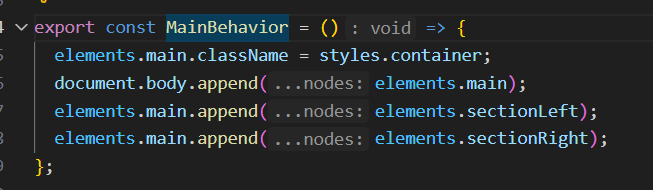 export const MainBehavior = () : void => {
elements.main.className = styles.container;
document.body.append(...nodes: elements.main);
elements.main.append(...nodes: elements.sectionLeft);
elements.main.append(...nodes: elements.sectionRight);
};